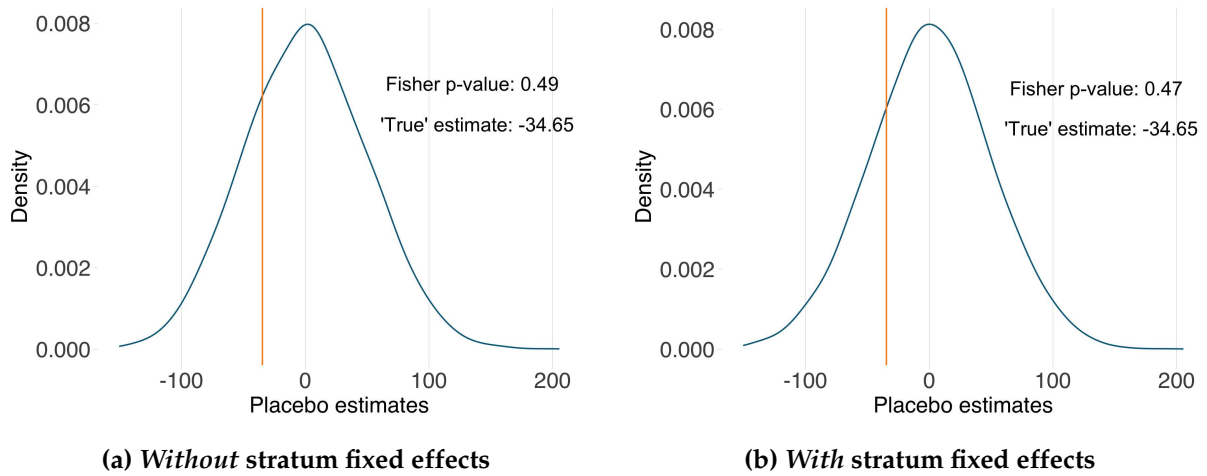 0.008
0.006
0.004
0.002
0.000
Density
Fisher p-value: 0.49
'True' estimate: -34.65
-100 0 100 200
Placebo estimates
(a) Without stratum fixed effects
0.008
0.006
0.004
0.002
0.000
Density
Fisher p-value: 0.47
'True' estimate: -34.65
-100 0 100 200
Placebo estimates
(b) With stratum fixed effects